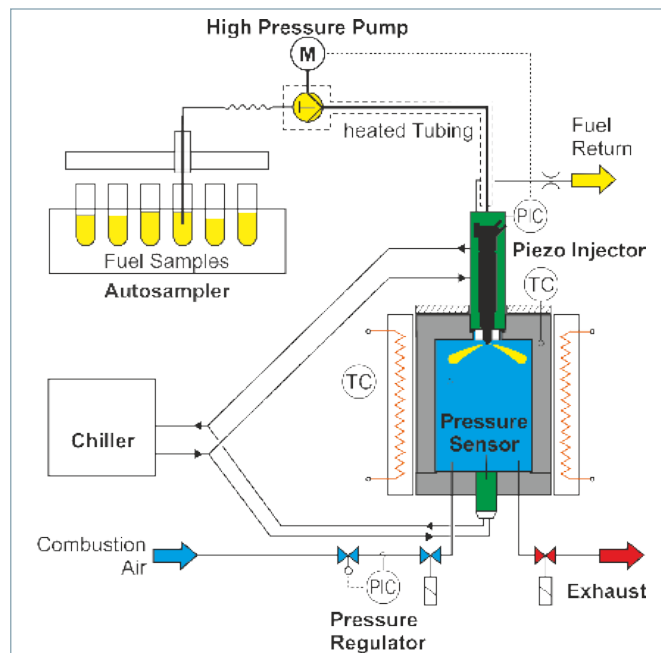 High Pressure Pump
M
heated Tubing
Fuel
Return
PIC
Piezo Injector
Fuel Samples
Autosampler
TC
TC
Pressure
Sensor
Chiller
Combustion
Air
PIC
Pressure
Regulator
Exhaust